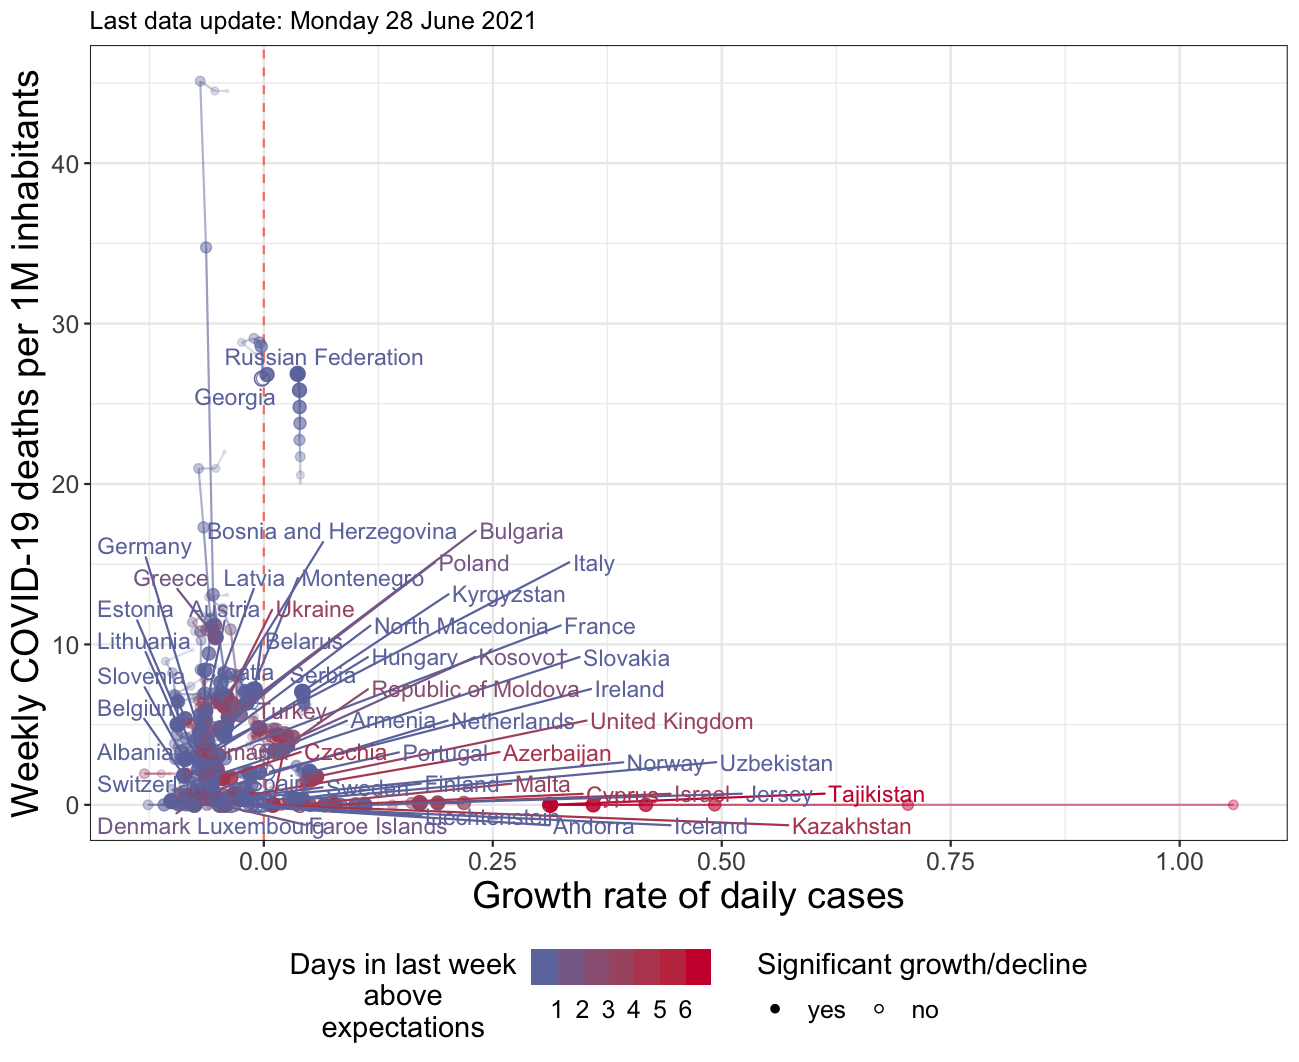 Last data update: Monday 28 June 2021
Weekly COVID-19 deaths per 1M inhabitants
40
30
20
10
0
Russian Federation
Georgia
Bosnia and Herzegovina
Bulgaria
Germany
Poland
Italy
Greece
Latvia
Montenegro
Kyrgyzstan
Estonia
Austria
Ukraine
North Macedonia
France
Lithuania
Belarus
Hungary
Kosovo‡
Slovakia
Slovenia
Serbia
Republic of Moldova
Ireland
Belgium
Turkey
Armenia
Netherlands
United Kingdom
Albania
Czechia
Portugal
Azerbaijan
Norway
Uzbekistan
Spain
Sweden
Finland
Malta
Cyprus
Israel
Jersey
Tajikistan
Denmark
Luxembourg
Faroe Islands
Liechtenstein
Andorra
Iceland
Kazakhstan
0.00
0.25
0.50
0.75
1.00
Growth rate of daily cases
Days in last week
above
expectations
1 2 3 4 5 6
Significant growth/decline
yes
no